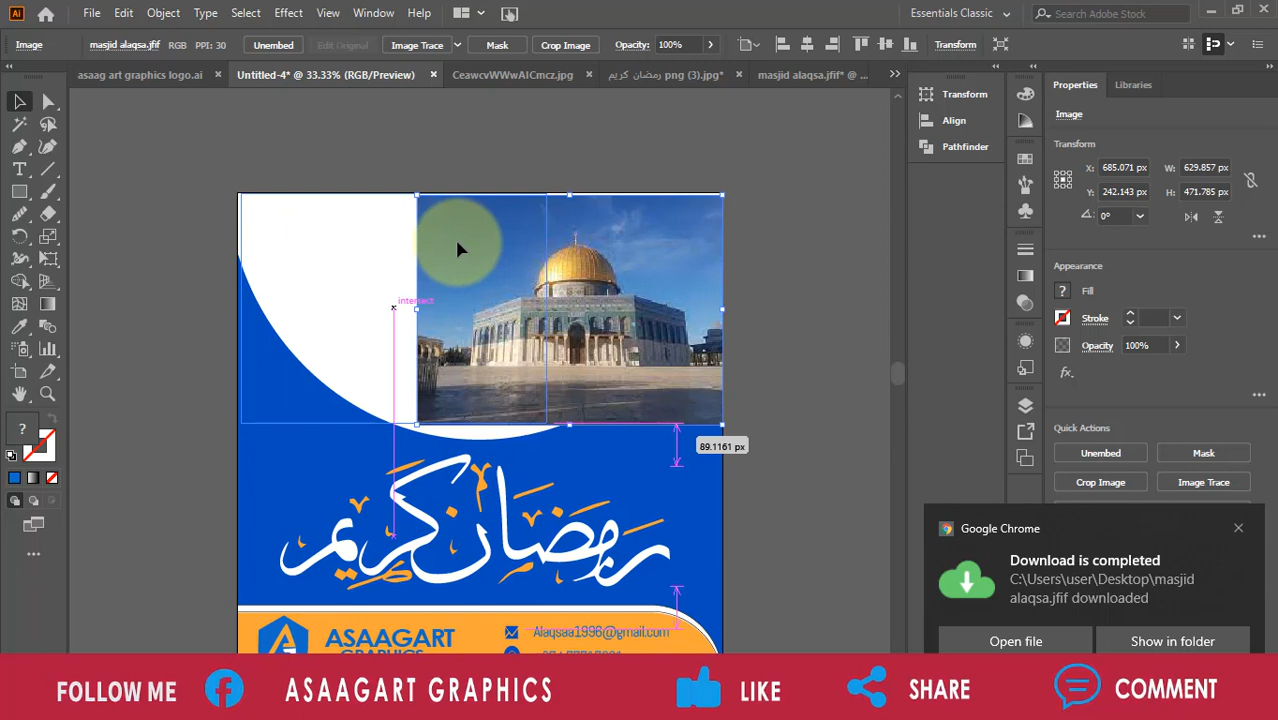 Ai File Edit Object Type Select Effect View Window Help Essentials Classic Search Adobe Stock
Image masjid alaqsa.jfif RGB PPI: 30 Unembed Edit Original Image Trace Mask Crop Image Opacity: 100% Transform
asaag art graphics logo.ai × Untitled-4* @ 33.33% (RGB/Preview) × CeawcvWWwAICmcz.jpg × رمضان كريم png (3).jpg* × masjid alaqsa.jfif* @ ...
Transform
Align
Pathfinder
Properties Libraries
Image
Transform
X: 685.071 px W: 629.857 px
Y: 242.143 px H: 471.785 px
0°
Appearance
? Fill
Stroke
Opacity 100%
fx.
Quick Actions
Unembed Mask
Crop Image Image Trace
intersect
89.1161 px
?
رمضان كريم
ASAAGART
GRAPHICS
Alaqsaa1996@gmail.com
Google Chrome
Download is completed
C:\Users\user\Desktop\masjid
alaqsa.jfif downloaded
Open file Show in folder
FOLLOW ME ASAAGART GRAPHICS LIKE SHARE COMMENT